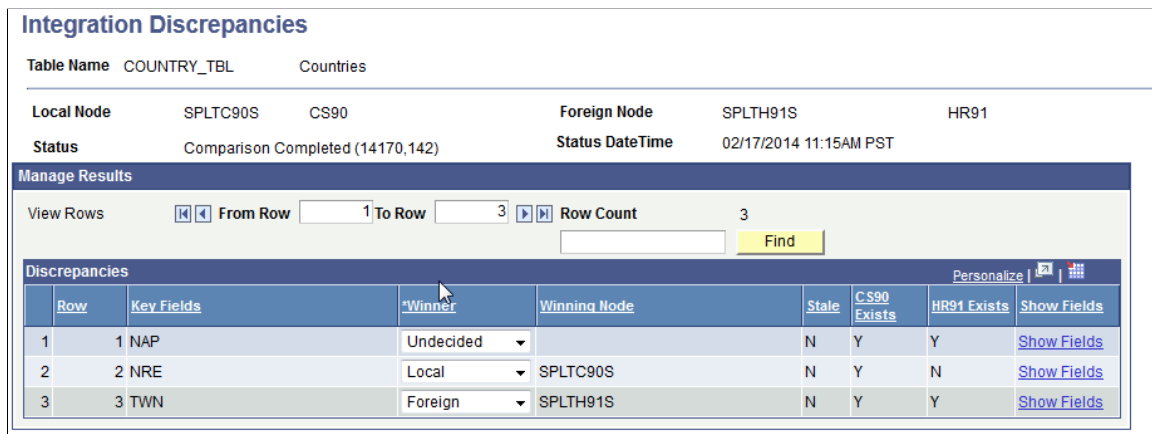 Integration Discrepancies
Table Name COUNTRY_TBL Countries
Local Node SPLTC90S CS90 Foreign Node SPLTH91S HR91
Status Comparison Completed (14170,142) Status DateTime 02/17/2014 11:15AM PST
Manage Results
View Rows From Row 1 To Row 3 Row Count 3
Find
Discrepancies Personalize | |
Row Key Fields *Winner Winning Node Stale CS90 Exists HR91 Exists Show Fields
1 1 NAP Undecided N Y Y Show Fields
2 2 NRE Local SPLTC90S N Y N Show Fields
3 3 TWN Foreign SPLTH91S N Y Y Show Fields